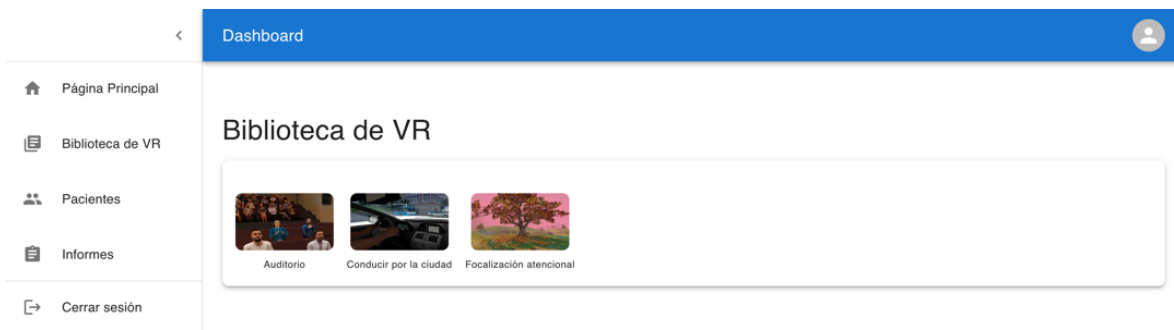 Dashboard
Página Principal
Biblioteca de VR
Pacientes
Informes
Cerrar sesión
Biblioteca de VR
Auditorio
Conducir por la ciudad
Focalización atencional